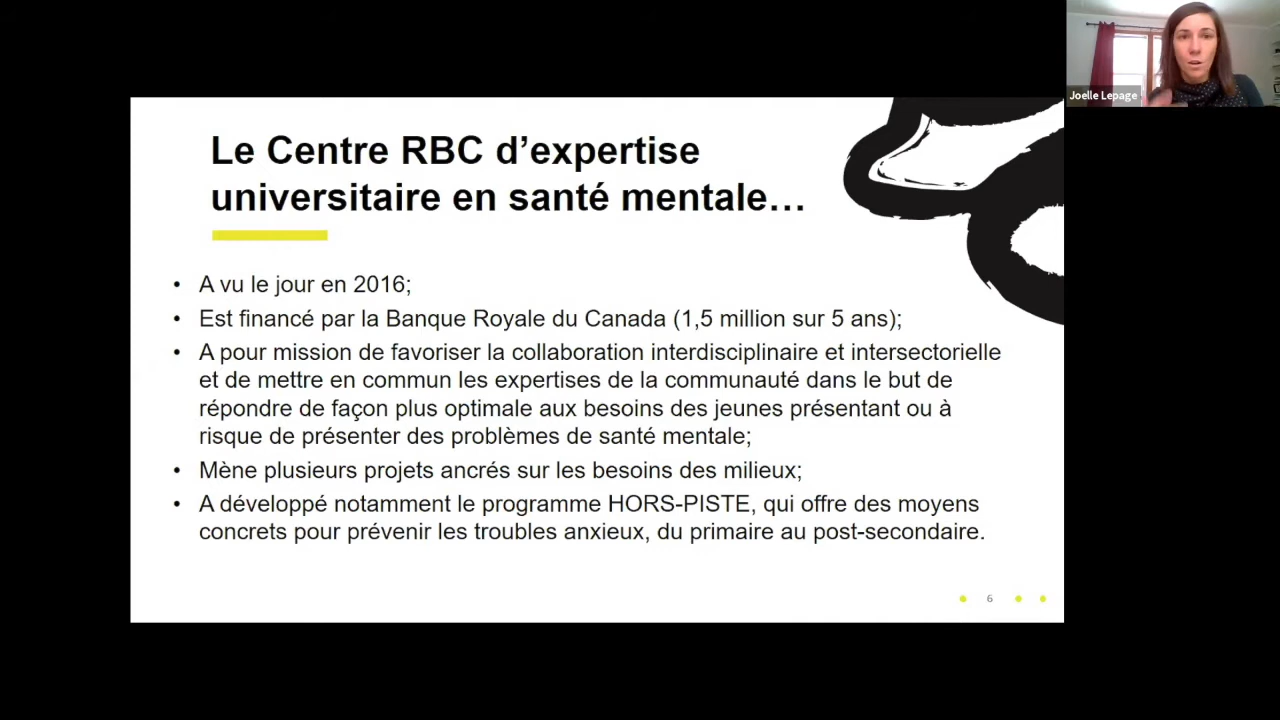 Joelle Lepage
Le Centre RBC d’expertise
universitaire en santé mentale…
• A vu le jour en 2016;
• Est financé par la Banque Royale du Canada (1,5 million sur 5 ans);
• A pour mission de favoriser la collaboration interdisciplinaire et intersectorielle
et de mettre en commun les expertises de la communauté dans le but de
répondre de façon plus optimale aux besoins des jeunes présentant ou à
risque de présenter des problèmes de santé mentale;
• Mène plusieurs projets ancrés sur les besoins des milieux;
• A développé notamment le programme HORS-PISTE, qui offre des moyens
concrets pour prévenir les troubles anxieux, du primaire au post-secondaire.
6